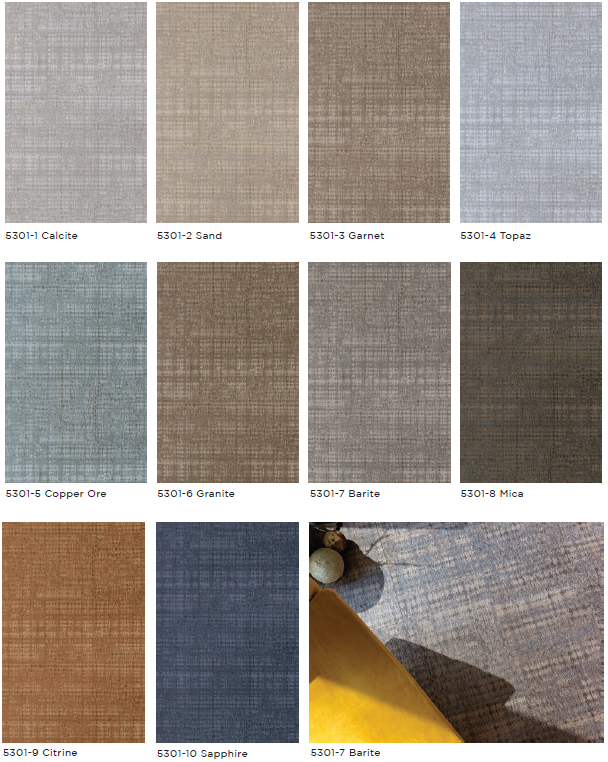 5301-1 Calcite
5301-2 Sand
5301-3 Garnet
5301-4 Topaz
5301-5 Copper Ore
5301-6 Granite
5301-7 Barite
5301-8 Mica
5301-9 Citrine
5301-10 Sapphire
5301-7 Barite